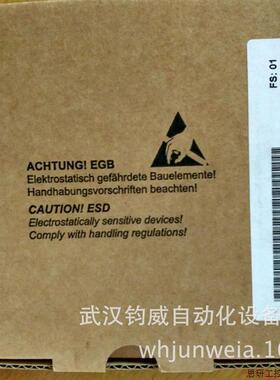 FS: 01
ACHTUNG! EGB
Elektrostatisch gefährdete Bauelemente!
Handhabungsvorschriften beachten!
CAUTION! ESD
Electrostatically sensitive devices!
Comply with handling regulations!
武汉钧威自动化设备
whjunweia.1